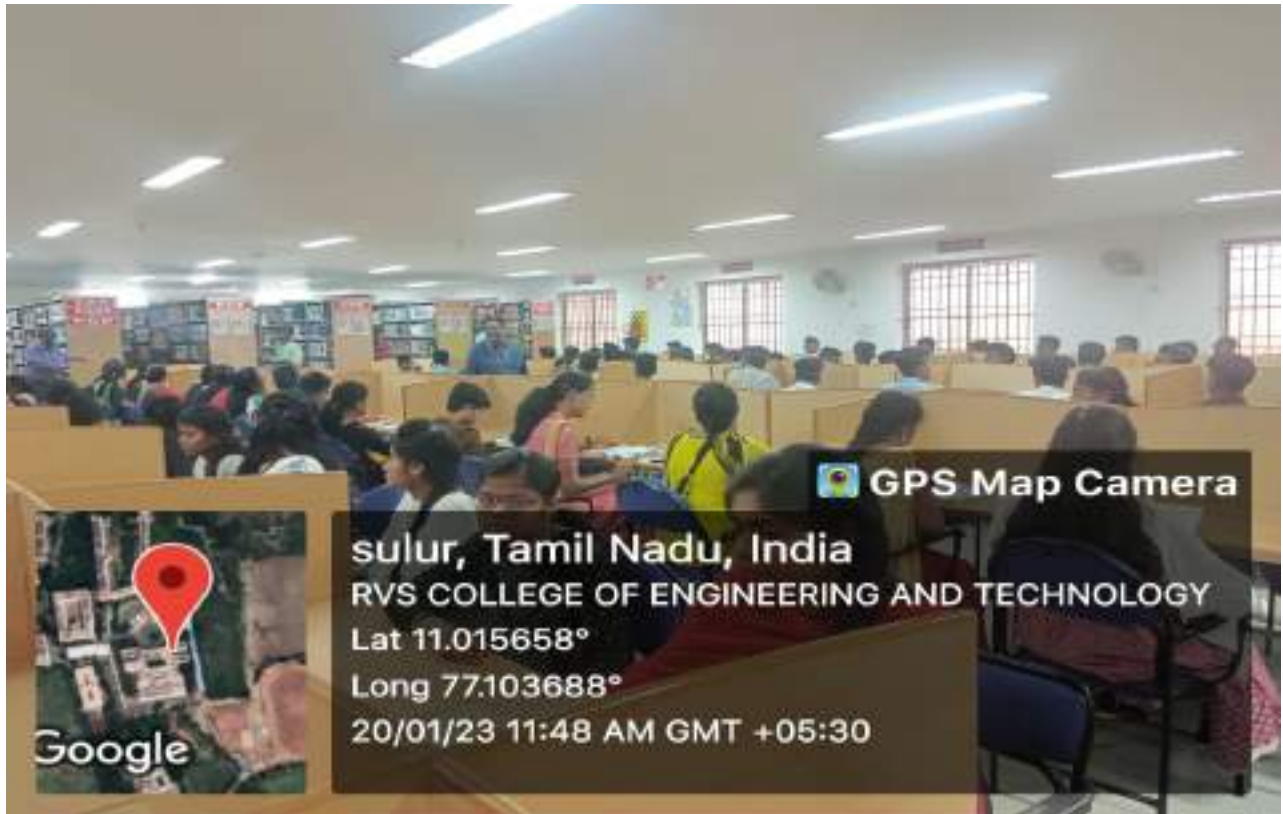 GPS Map Camera
sulur, Tamil Nadu, India
RVS COLLEGE OF ENGINEERING AND TECHNOLOGY
Lat 11.015658°
Long 77.103688°
20/01/23 11:48 AM GMT +05:30
Google